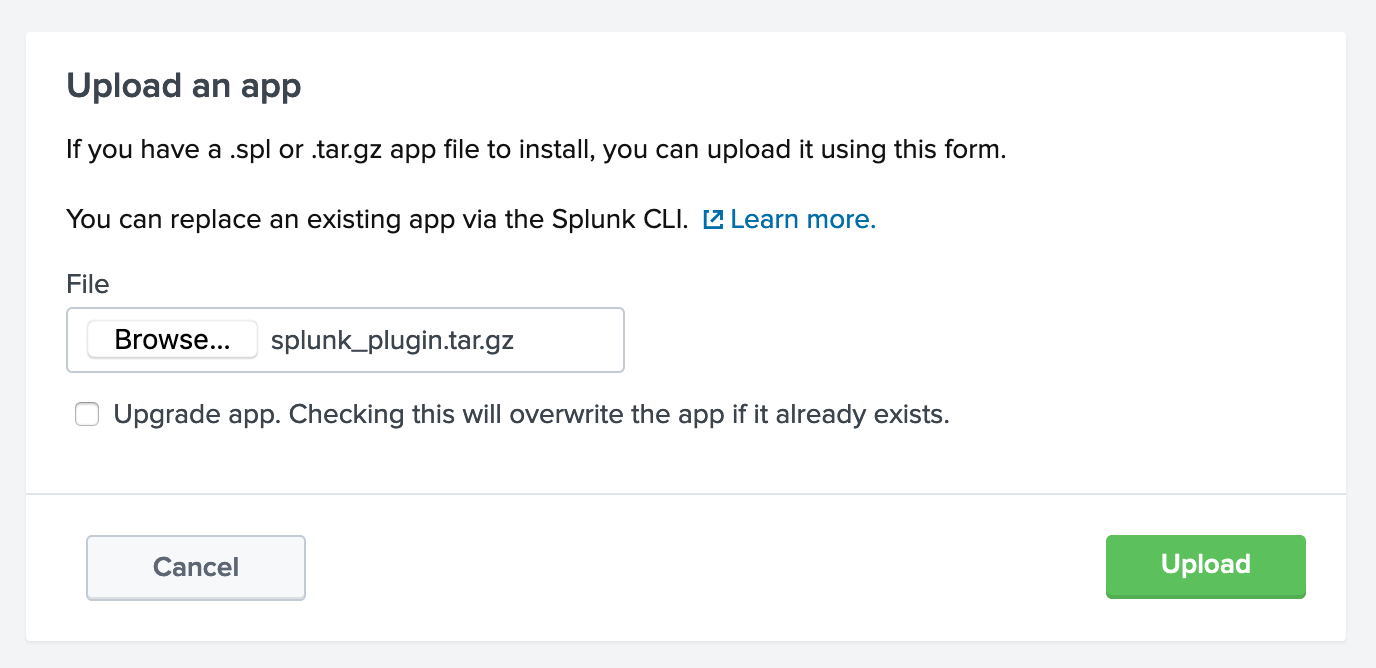 Upload an app
If you have a .spl or .tar.gz app file to install, you can upload it using this form.
You can replace an existing app via the Splunk CLI. Learn more.
File
Browse... splunk_plugin.tar.gz
Upgrade app. Checking this will overwrite the app if it already exists.
Cancel Upload